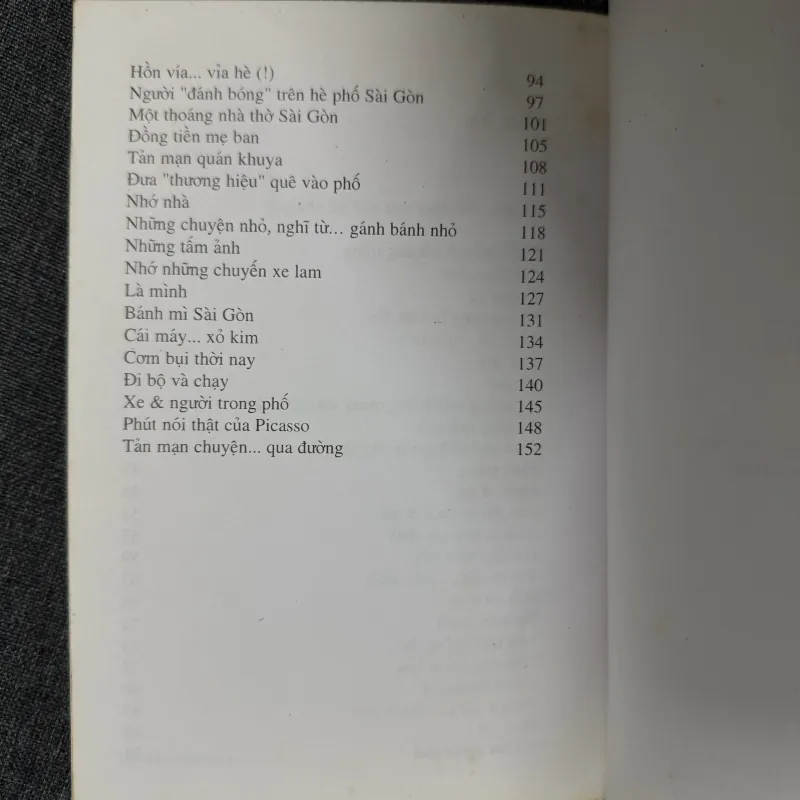 Hồn vía... vỉa hè (!) 94
Người "đánh bóng" trên hè phố Sài Gòn 97
Một thoáng nhà thờ Sài Gòn 101
Đồng tiền mẹ ban 105
Tản mạn quán khuya 108
Đưa "thương hiệu" quê vào phố 111
Nhớ nhà 115
Những chuyện nhỏ, nghĩ từ... gánh bánh nhỏ 118
Những tấm ảnh 121
Nhớ những chuyến xe lam 124
Là mình 127
Bánh mì Sài Gòn 131
Cái máy... xỏ kim 134
Cơm bụi thời nay 137
Đi bộ và chạy 140
Xe & người trong phố 145
Phút nói thật của Picasso 148
Tản mạn chuyện... qua đường 152